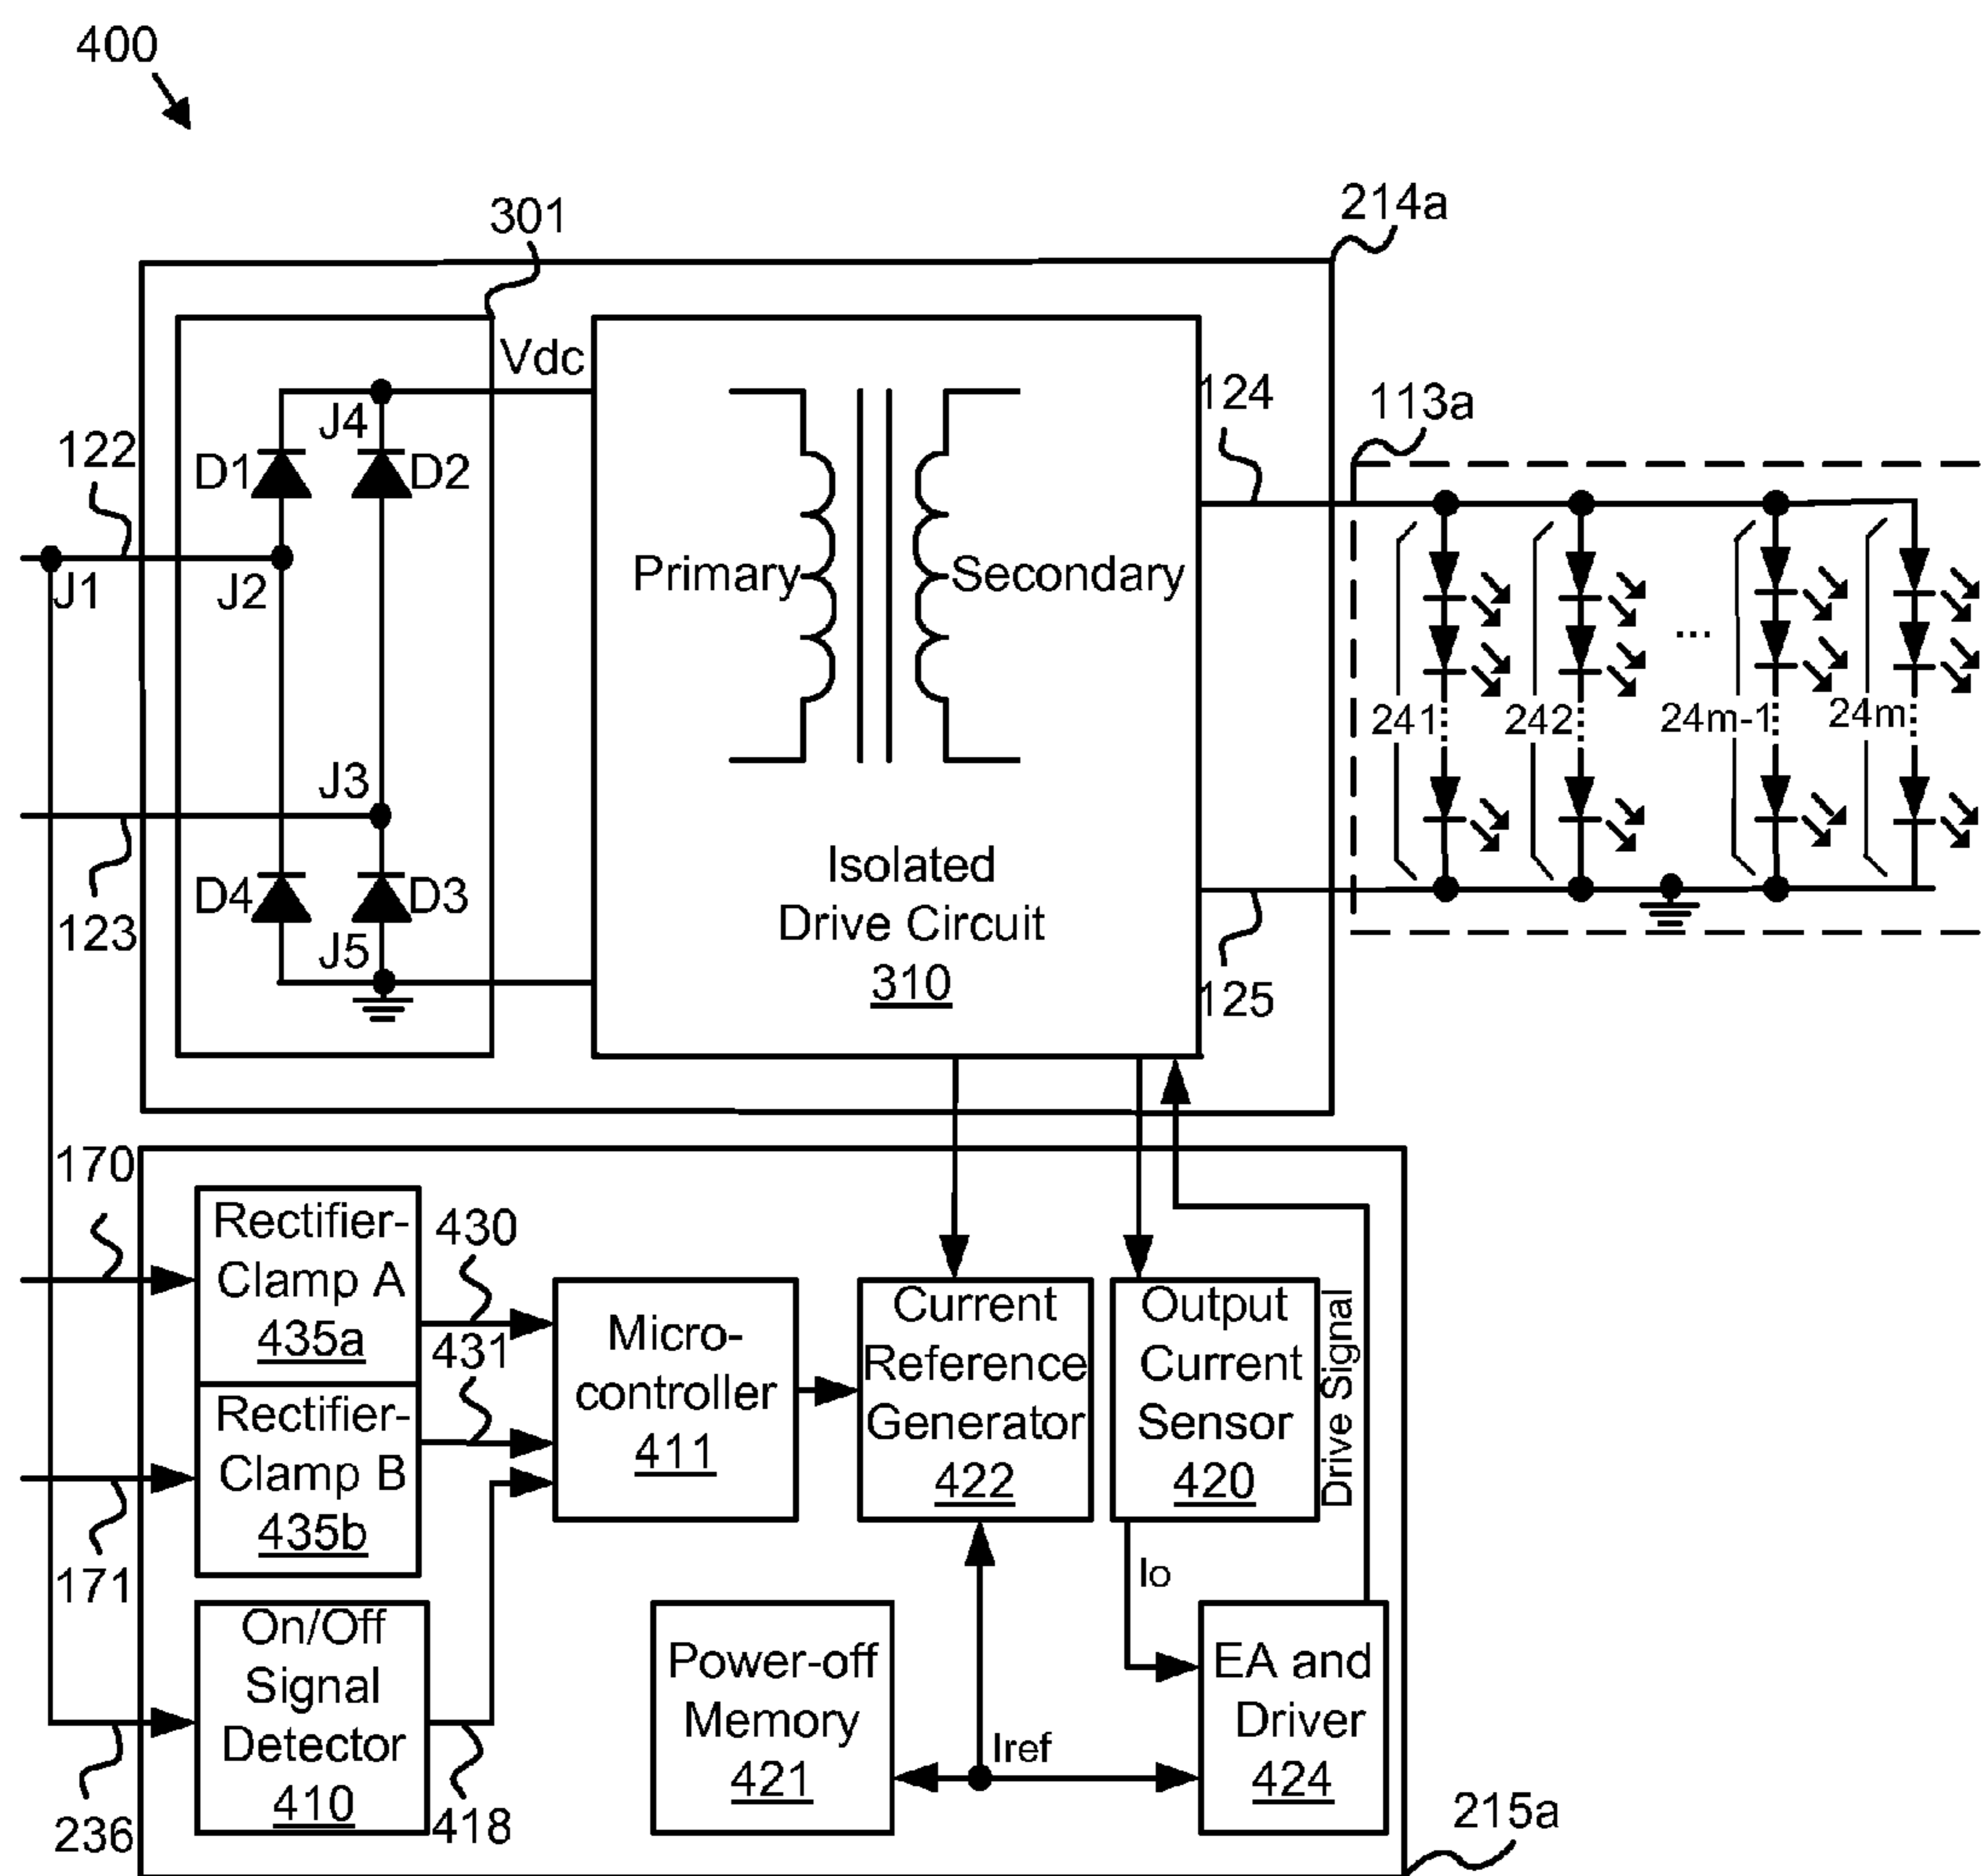 400
301
214a
Vdc
124
113a
J4
122
D1
D2
J1
J2
Primary
Secondary
...
241
242
24m-1
24m
J3
Isolated
Drive Circuit
310
D4
D3
123
J5
125
170
Rectifier-
Clamp A
435a
430
431
Rectifier-
Clamp B
435b
171
Micro-
controller
411
Current
Reference
Generator
422
Output
Current
Sensor
420
Drive Signal
Io
On/Off
Signal
Detector
410
236
418
Power-off
Memory
421
Iref
EA and
Driver
424
215a